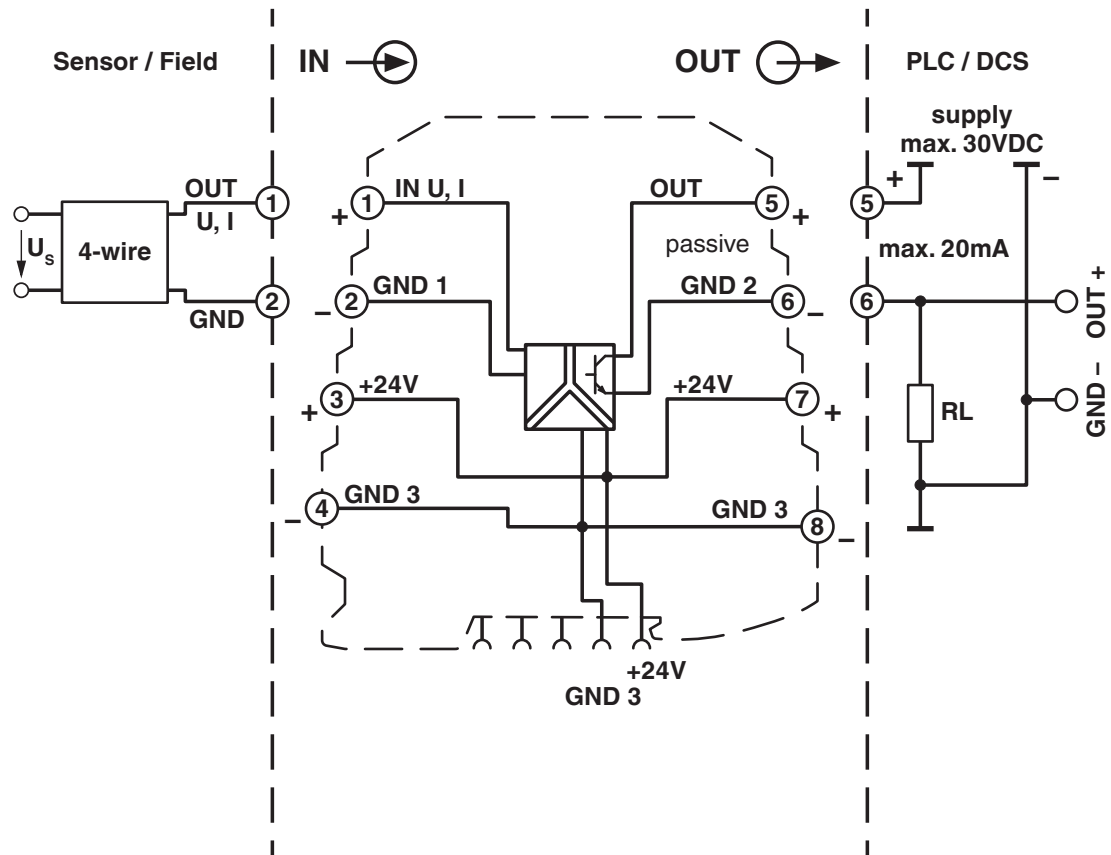 Sensor / Field
IN
OUT
PLC / DCS
supply
max. 30VDC
+
–
OUT
U, I
1
4-wire
Us
GND
2
1
+
IN U, I
OUT
5
+
passive
2
–
GND 1
GND 2
6
–
3
+
+24V
+24V
7
+
4
–
GND 3
GND 3
8
–
+24V
GND 3
5
max. 20mA
6
RL
OUT +
GND –